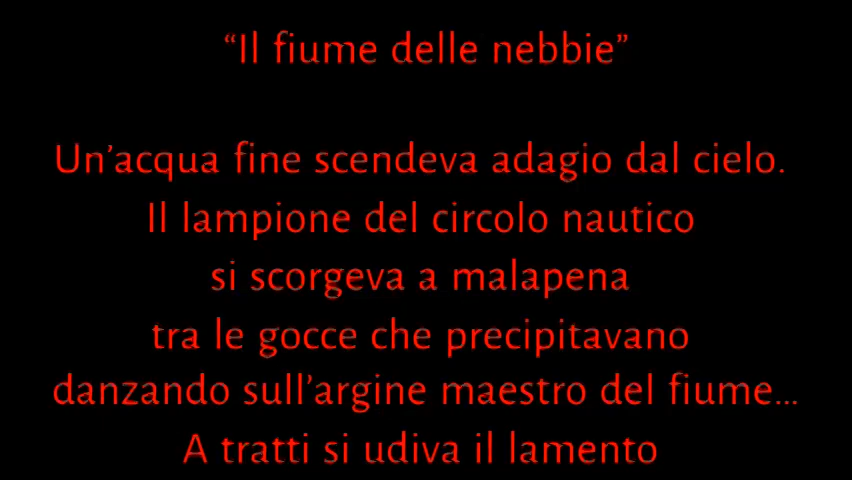 “Il fiume delle nebbie”
Un’acqua fine scendeva adagio dal cielo.
Il lampione del circolo nautico
si scorgeva a malapena
tra le gocce che precipitavano
danzando sull’argine maestro del fiume...
A tratti si udiva il lamento